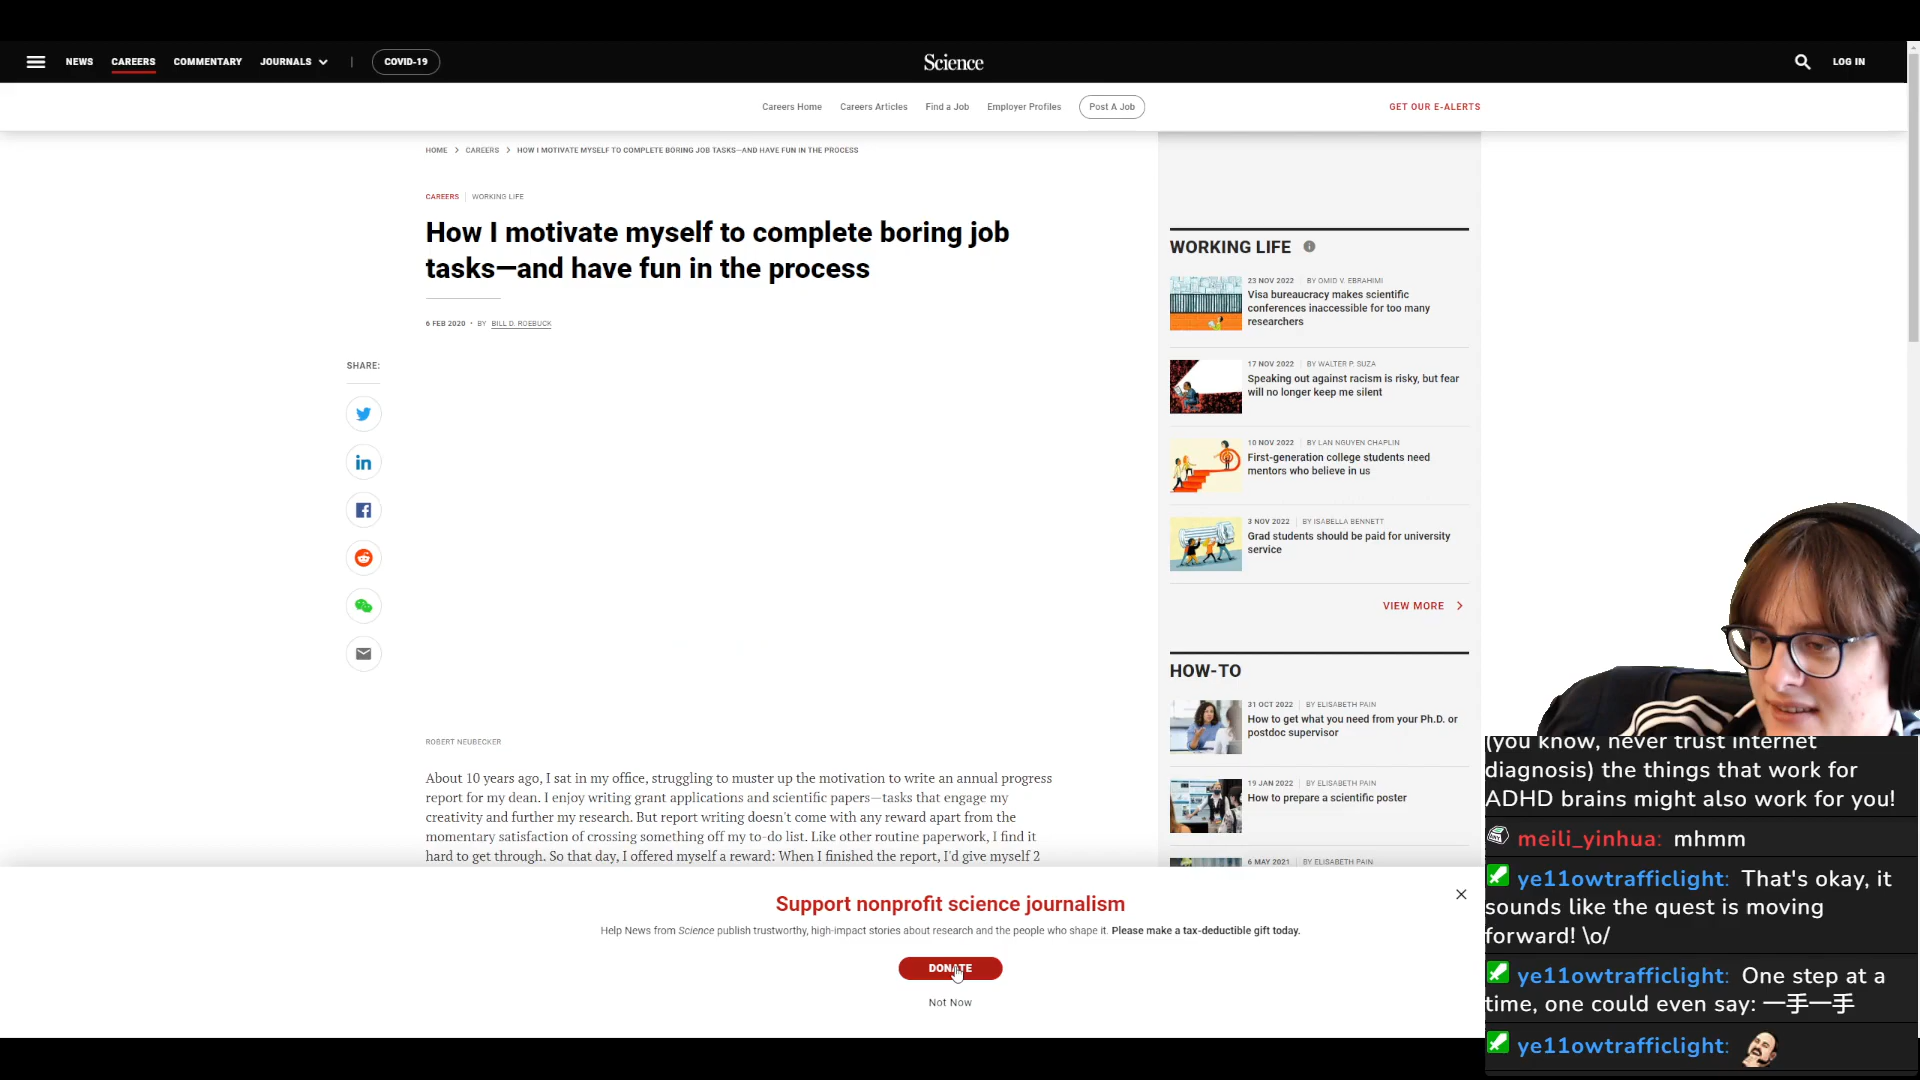 NEWS
CAREERS
COMMENTARY
JOURNALS
|
COVID-19
Science
LOG IN
Careers Home
Careers Articles
Find a Job
Employer Profiles
Post A Job
GET OUR E-ALERTS
HOME > CAREERS > HOW I MOTIVATE MYSELF TO COMPLETE BORING JOB TASKS—AND HAVE FUN IN THE PROCESS
CAREERS | WORKING LIFE
How I motivate myself to complete boring job
tasks—and have fun in the process
6 FEB 2020 • BY BILL D. ROEBUCK
SHARE:
ROBERT NEUBECKER
About 10 years ago, I sat in my office, struggling to muster up the motivation to write an annual progress
report for my dean. I enjoy writing grant applications and scientific papers—tasks that engage my
creativity and further my research. But report writing doesn't come with any reward apart from the
momentary satisfaction of crossing something off my to-do list. Like other routine paperwork, I find it
hard to get through. So that day, I offered myself a reward: When I finished the report, I'd give myself 2
WORKING LIFE
23 NOV 2022 | BY OMID V. EBRAHIMI
Visa bureaucracy makes scientific
conferences inaccessible for too many
researchers
17 NOV 2022 | BY WALTER P. SUZA
Speaking out against racism is risky, but fear
will no longer keep me silent
10 NOV 2022 | BY LAN NGUYEN CHAPLIN
First-generation college students need
mentors who believe in us
3 NOV 2022 | BY ISABELLA BENNETT
Grad students should be paid for university
service
VIEW MORE >
HOW-TO
31 OCT 2022 | BY ELISABETH PAIN
How to get what you need from your Ph.D. or
postdoc supervisor
19 JAN 2022 | BY ELISABETH PAIN
How to prepare a scientific poster
6 MAY 2021 | BY ELISABETH PAIN
Support nonprofit science journalism
Help News from Science publish trustworthy, high-impact stories about research and the people who shape it. Please make a tax-deductible gift today.
DONATE
Not Now
(you know, never trust internet
diagnosis) the things that work for
ADHD brains might also work for you!
meili_yinhua: mhmm
ye11owtrafficlight: That's okay, it
sounds like the quest is moving
forward! \o/
ye11owtrafficlight: One step at a
time, one could even say: 一手一手
ye11owtrafficlight: